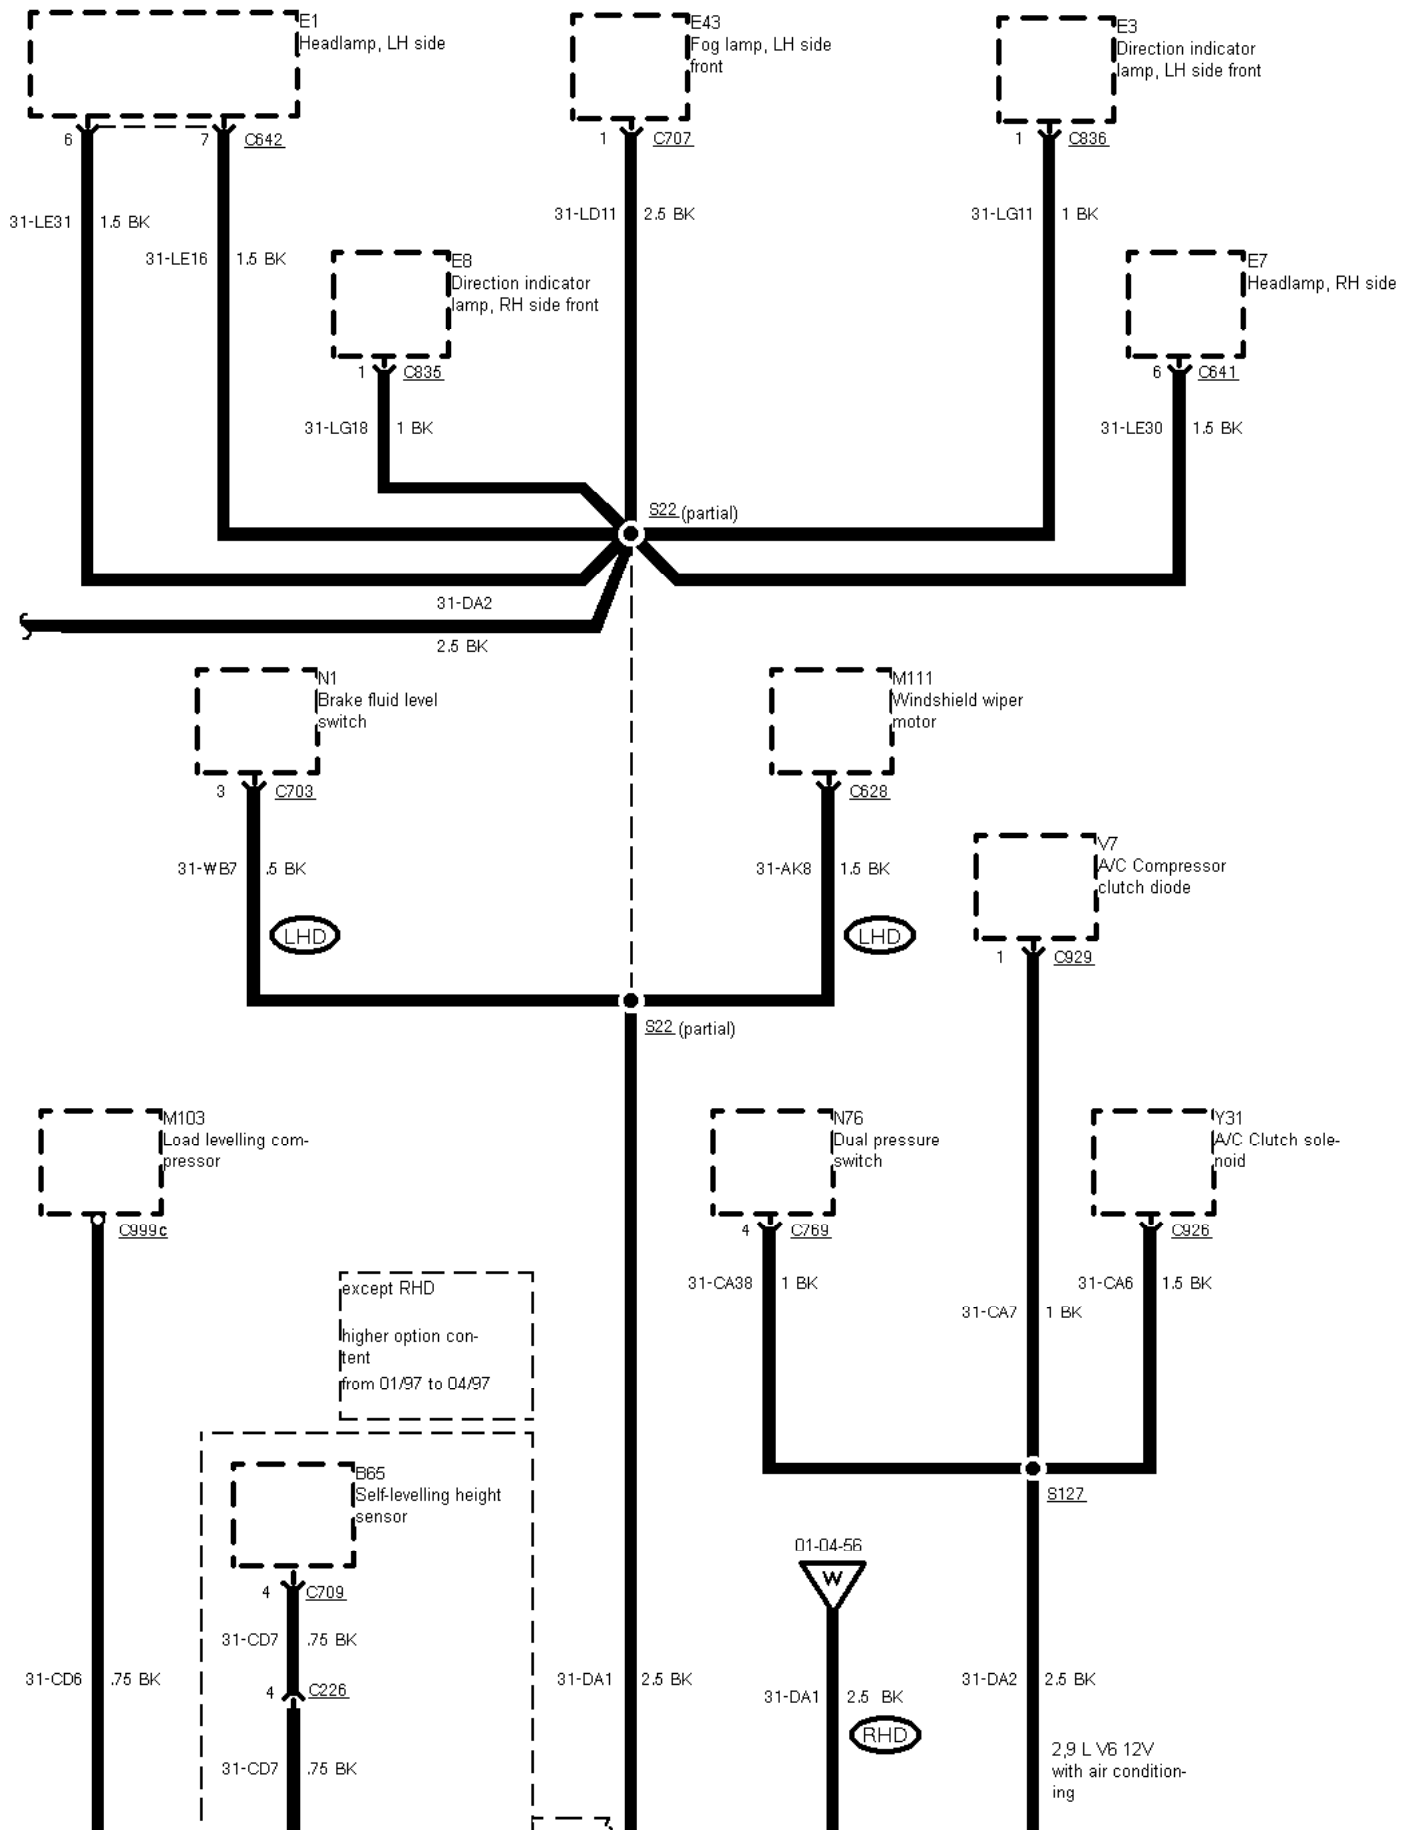 E1
Headlamp, LH side
E43
Fog lamp, LH side
front
E3
Direction indicator
lamp, LH side front
6
7
C642
1
C707
1
C836
31-LE31
1.5 BK
31-LE16
1.5 BK
31-LD11
2.5 BK
31-LG11
1 BK
E8
Direction indicator
lamp, RH side front
E7
Headlamp, RH side
1
C835
6
C641
31-LG18
1 BK
31-LE30
1.5 BK
S22 (partial)
31-DA2
2.5 BK
N1
Brake fluid level
switch
M111
Windshield wiper
motor
3
C703
C628
31-WB7
.5 BK
31-AK8
1.5 BK
V7
A/C Compressor
clutch diode
LHD
LHD
1
C929
S22 (partial)
M103
Load levelling com-
pressor
N76
Dual pressure
switch
Y31
A/C Clutch sole-
noid
C999c
4
C769
C926
except RHD
higher option con-
tent
from 01/97 to 04/97
31-CA38
1 BK
31-CA7
1 BK
31-CA6
1.5 BK
B65
Self-levelling height
sensor
S127
01-04-56
W
4
C709
31-CD7
.75 BK
31-CD6
.75 BK
4
C226
31-DA1
2.5 BK
31-DA1
2.5 BK
31-DA2
2.5 BK
RHD
31-CD7
.75 BK
2,9 L V6 12V
with air condition-
ing